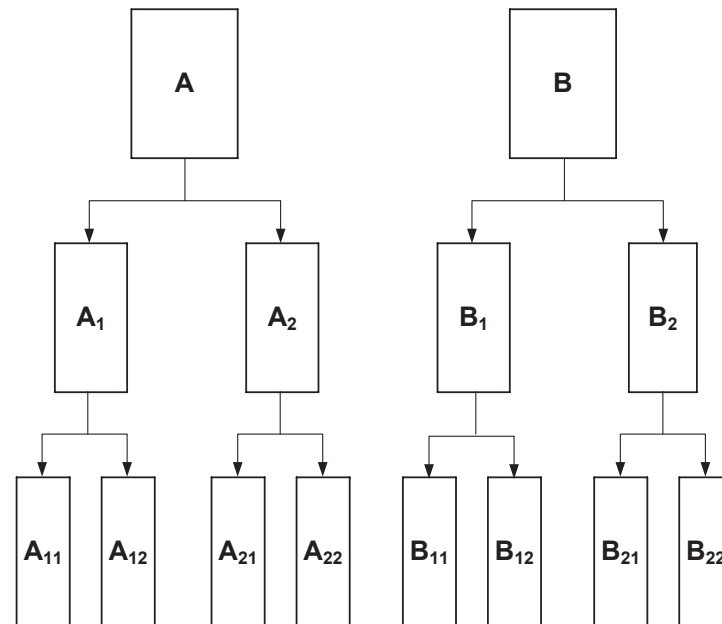 A B
A₁ A₂ B₁ B₂
A₁₁ A₁₂ A₂₁ A₂₂ B₁₁ B₁₂ B₂₁ B₂₂